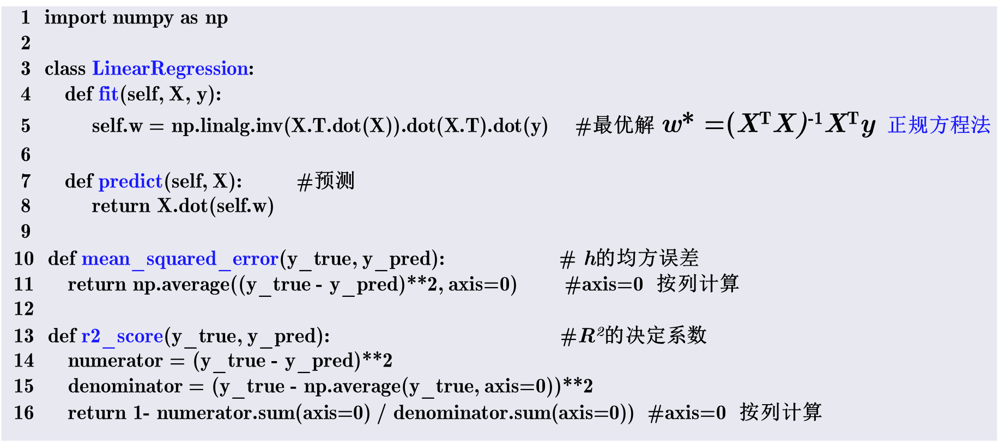 1 import numpy as np
2
3 class LinearRegression:
4 def fit(self, X, y):
5 self.w = np.linalg.inv(X.T.dot(X)).dot(X.T).dot(y) #最优解 w* =(XᵀX)⁻¹Xᵀy 正规方程法
6
7 def predict(self, X): #预测
8 return X.dot(self.w)
9
10 def mean_squared_error(y_true, y_pred): # h的均方误差
11 return np.average((y_true - y_pred)**2, axis=0) #axis=0 按列计算
12
13 def r2_score(y_true, y_pred): #R²的决定系数
14 numerator = (y_true - y_pred)**2
15 denominator = (y_true - np.average(y_true, axis=0))**2
16 return 1- numerator.sum(axis=0) / denominator.sum(axis=0)) #axis=0 按列计算